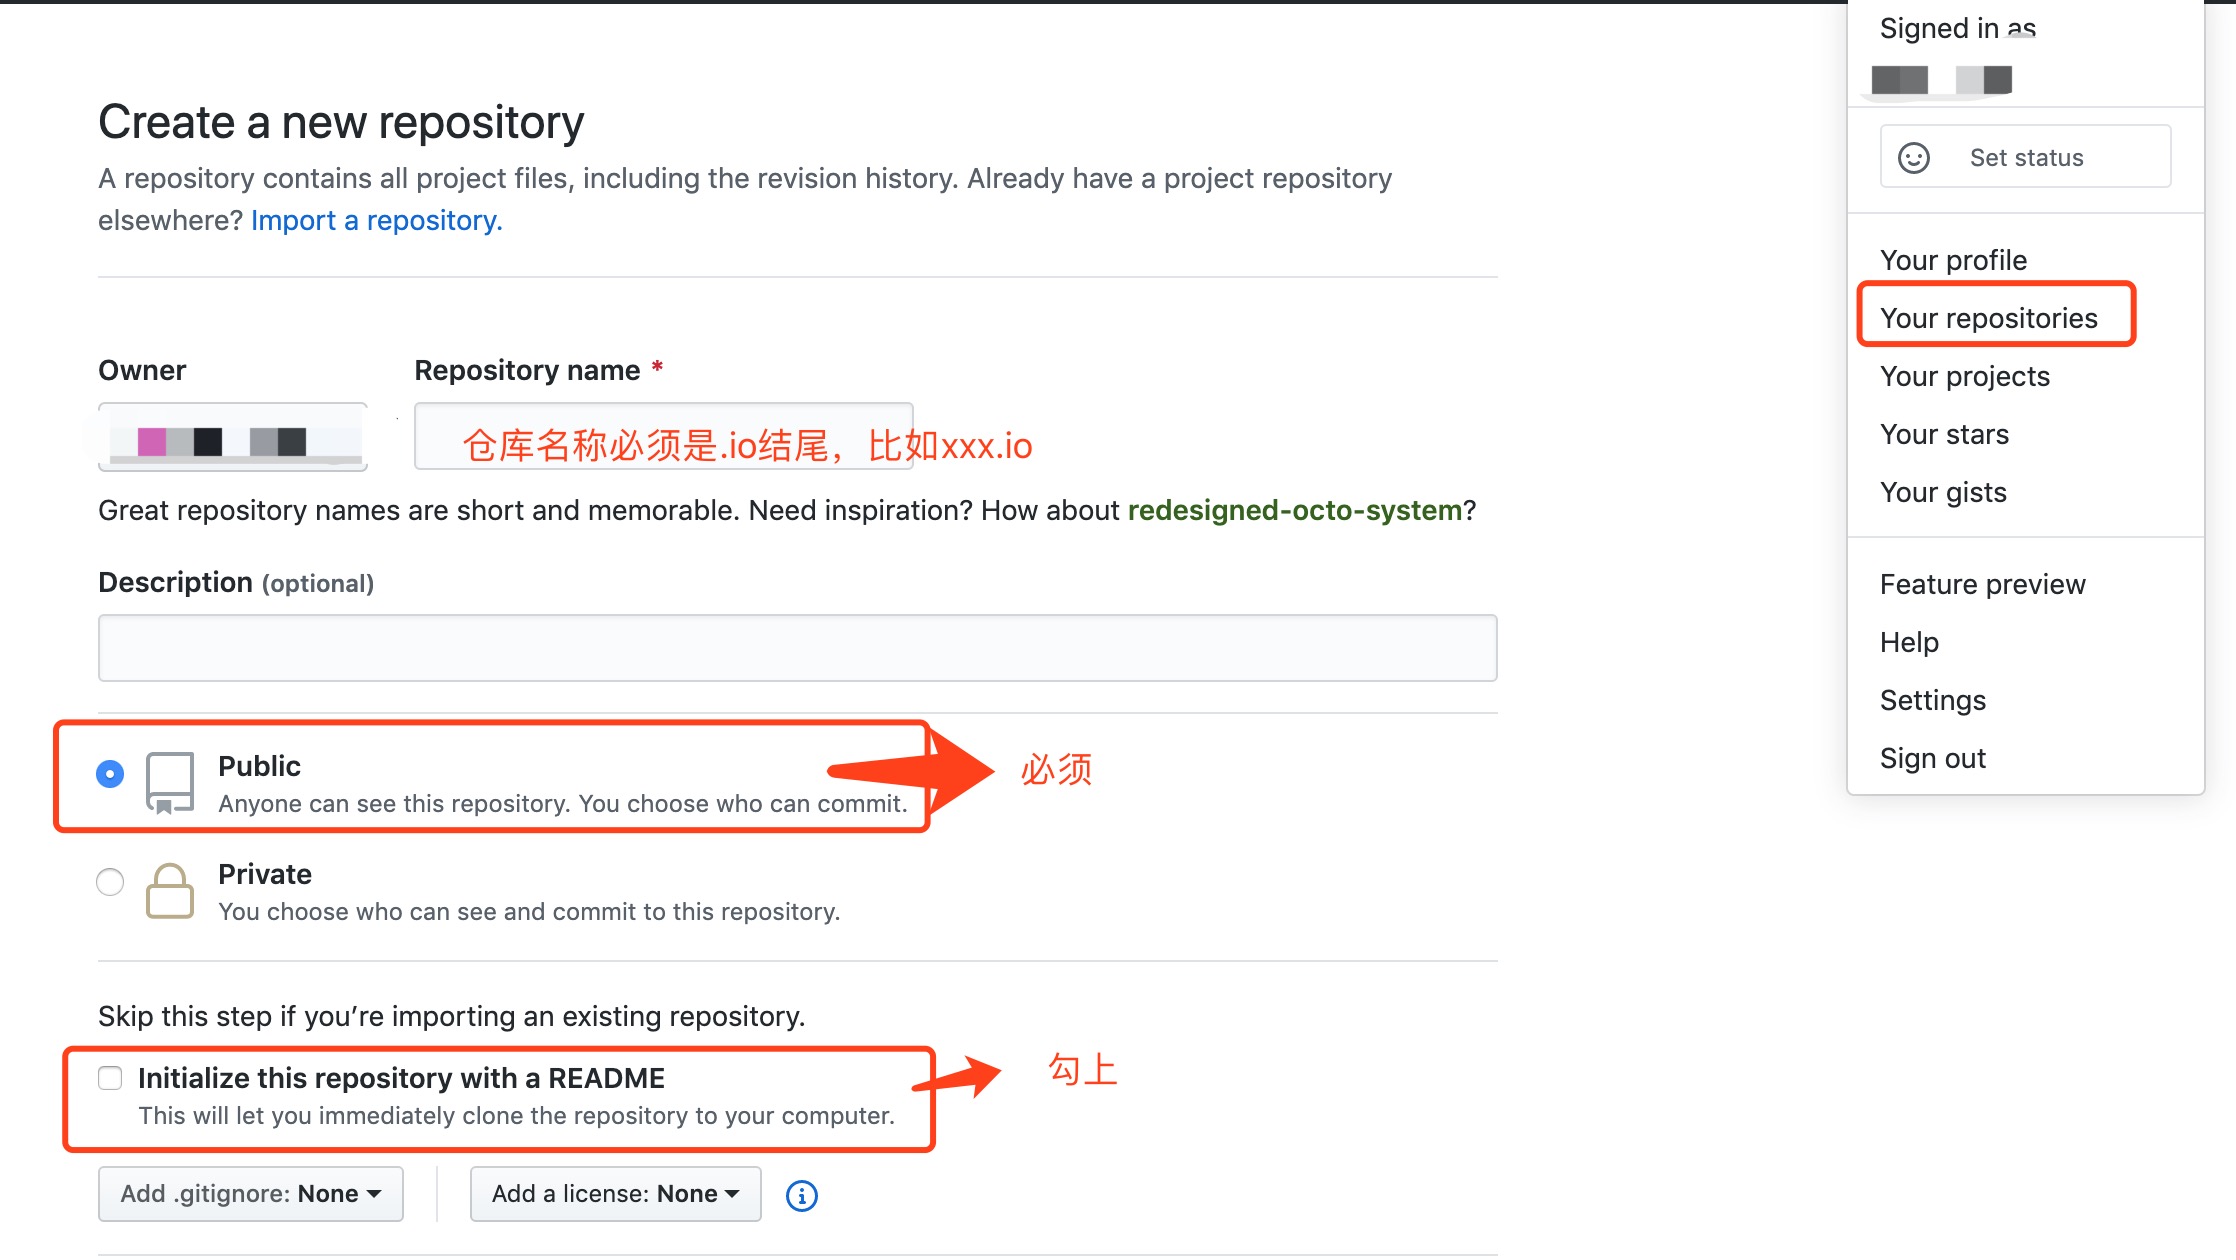 Signed in as
Create a new repository
A repository contains all project files, including the revision history. Already have a project repository
elsewhere? Import a repository.
Owner
Repository name *
仓库名称必须是.io结尾，比如xxx.io
Great repository names are short and memorable. Need inspiration? How about redesigned-octo-system?
Description (optional)
Public
Anyone can see this repository. You choose who can commit.
必须
Private
You choose who can see and commit to this repository.
Skip this step if you’re importing an existing repository.
Initialize this repository with a README
This will let you immediately clone the repository to your computer.
勾上
Add .gitignore: None
Add a license: None
Set status
Your profile
Your repositories
Your projects
Your stars
Your gists
Feature preview
Help
Settings
Sign out